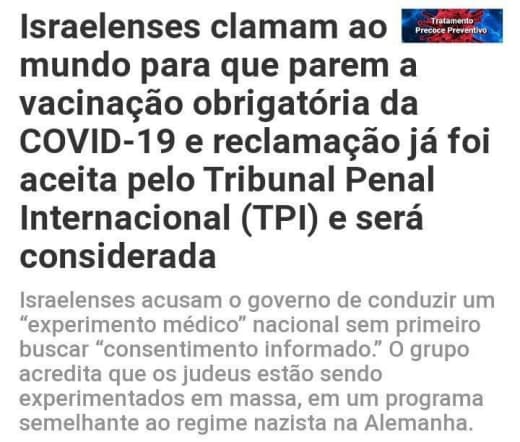 Israelenses clamam ao
Tratamento
Precoce Preventivo
mundo para que parem a
vacinação obrigatória da
COVID-19 e reclamação já foi
aceita pelo Tribunal Penal
Internacional (TPI) e será
considerada
Israelenses acusam o governo de conduzir um
“experimento médico” nacional sem primeiro
buscar “consentimento informado.” O grupo
acredita que os judeus estão sendo
experimentados em massa, em um programa
semelhante ao regime nazista na Alemanha.